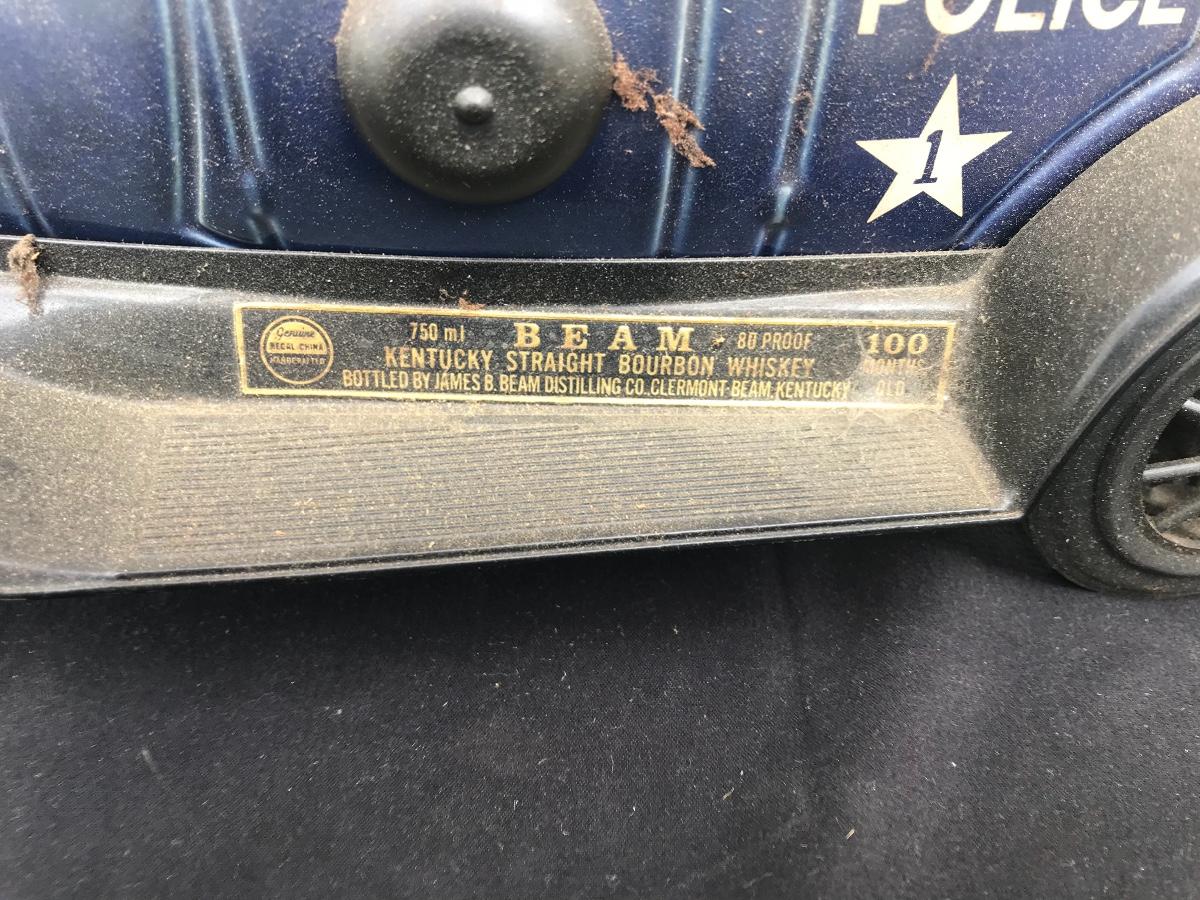 POLICE
1
Genuine
REGAL CHINA
HANDCRAFTED
750 ml BEAM 80 PROOF
KENTUCKY STRAIGHT BOURBON WHISKEY
BOTTLED BY JAMES B. BEAM DISTILLING CO. CLERMONT-BEAM, KENTUCKY
100
MONTHS
OLD